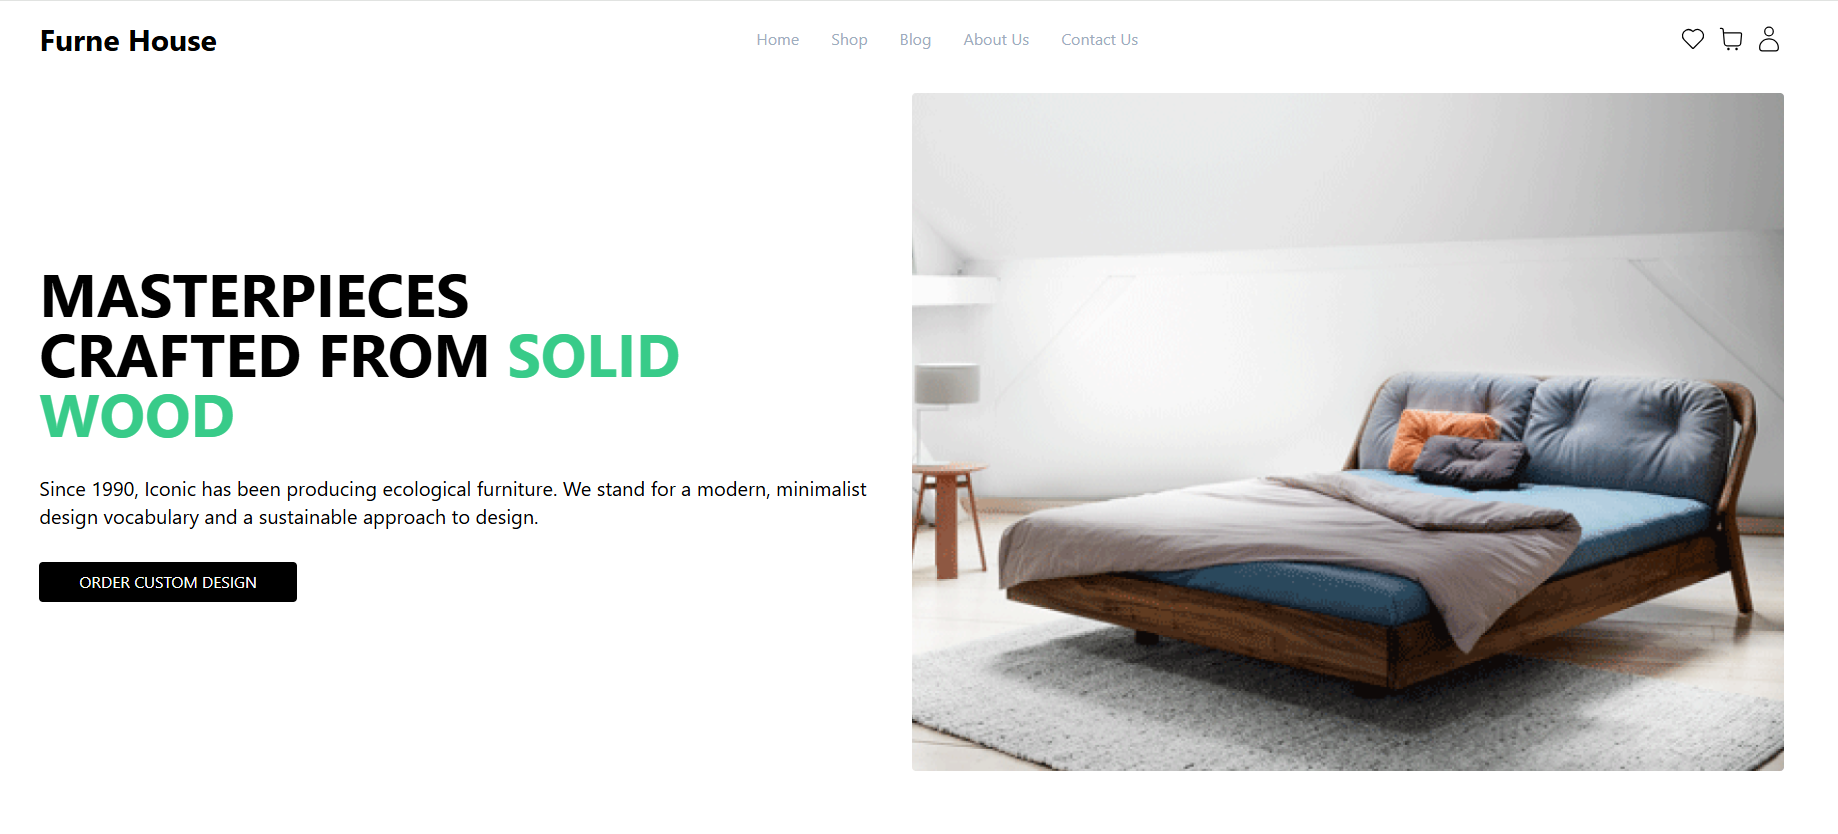 Furne House
Home Shop Blog About Us Contact Us
MASTERPIECES
CRAFTED FROM SOLID
WOOD
Since 1990, Iconic has been producing ecological furniture. We stand for a modern, minimalist
design vocabulary and a sustainable approach to design.
ORDER CUSTOM DESIGN